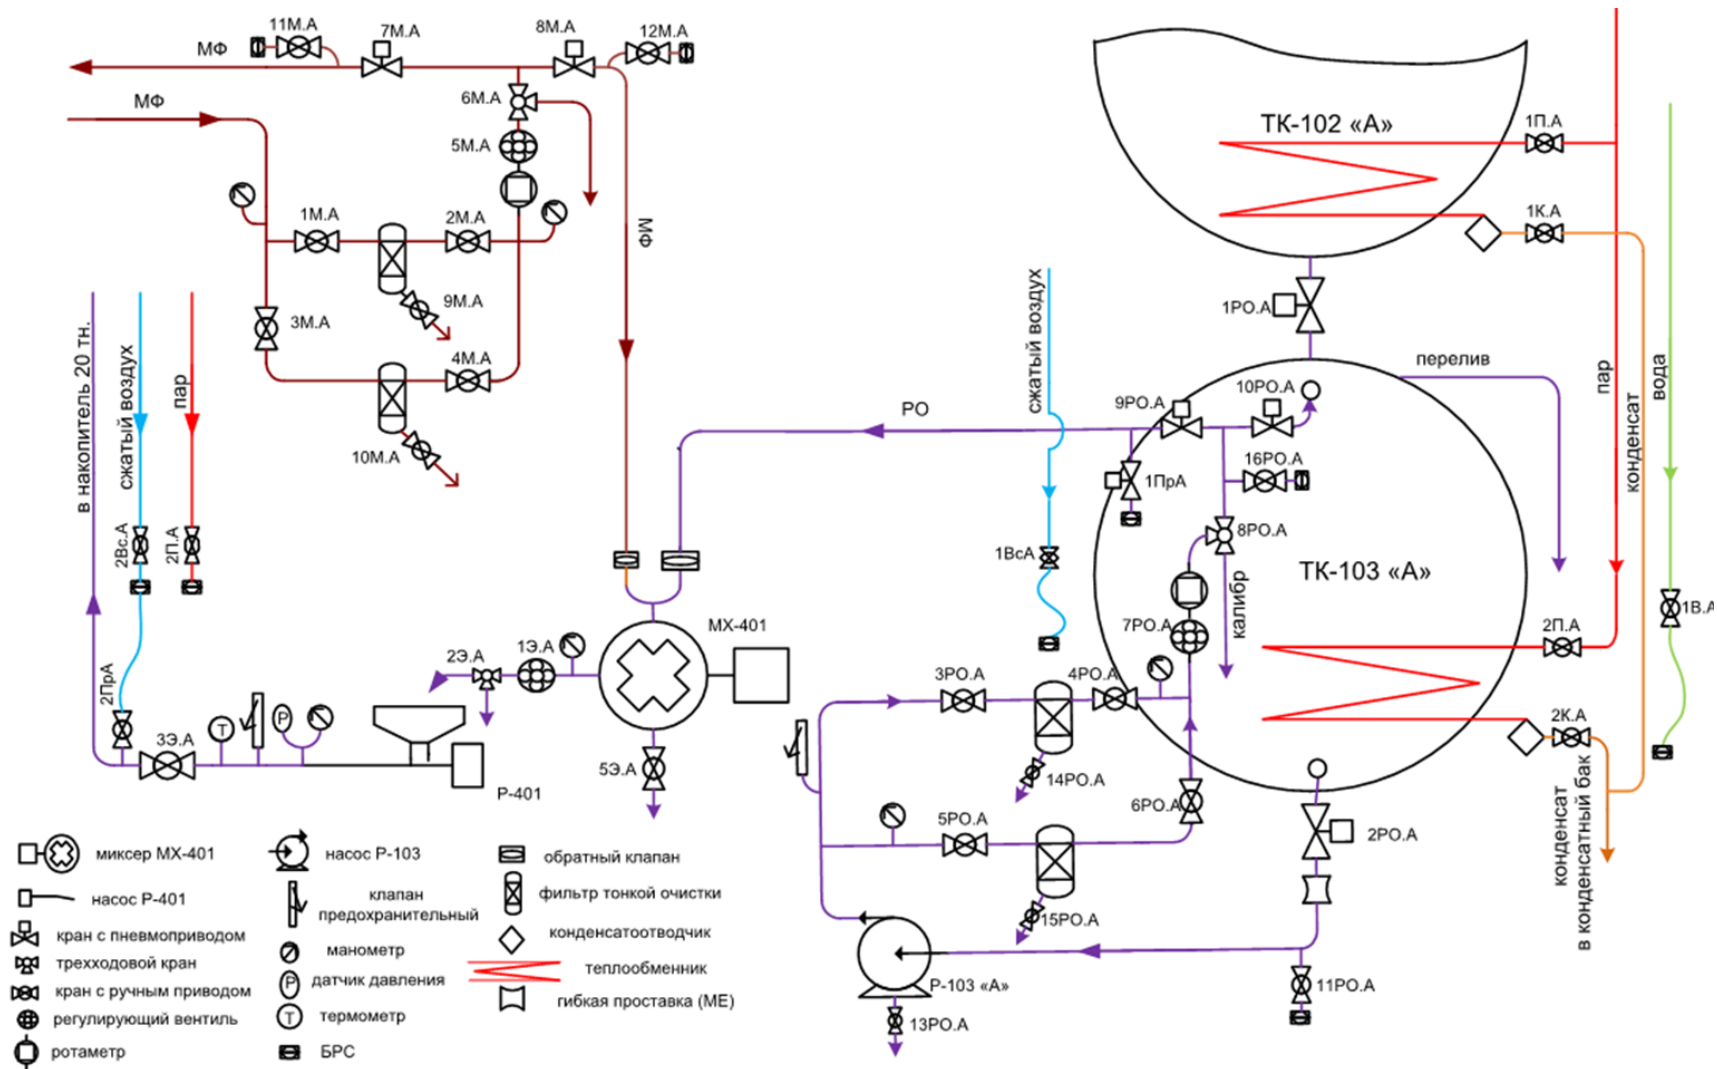 11М.А
7М.А
8М.А
12М.А
МФ
МФ
6М.А
5М.А
1М.А
2М.А
МФ
9М.А
3М.А
4М.А
10М.А
в накопитель 20 тн.
сжатый воздух
пар
2Вс.А
2П.А
2ПрА
3Э.А
T
P
P-401
2Э.А
1Э.А
MX-401
5Э.А
ТК-102 «А»
1П.А
1К.А
1РО.А
перелив
пар
конденсат
вода
сжатый воздух
РО
9РО.А
10РО.А
16РО.А
1ПрА
8РО.А
1ВсА
ТК-103 «А»
калибр
7РО.А
1В.А
2П.А
3РО.А
4РО.А
2К.А
14РО.А
6РО.А
5РО.А
2РО.А
15РО.А
конденсат
в конденсатный бак
P-103 «А»
11РО.А
13РО.А
миксер МХ-401
насос Р-401
кран с пневмоприводом
трехходовой кран
кран с ручным приводом
регулирующий вентиль
ротаметр
насос Р-103
клапан
предохранительный
манометр
P
датчик давления
T
термометр
БРС
обратный клапан
фильтр тонкой очистки
конденсатоотводчик
теплообменник
гибкая проставка (МЕ)